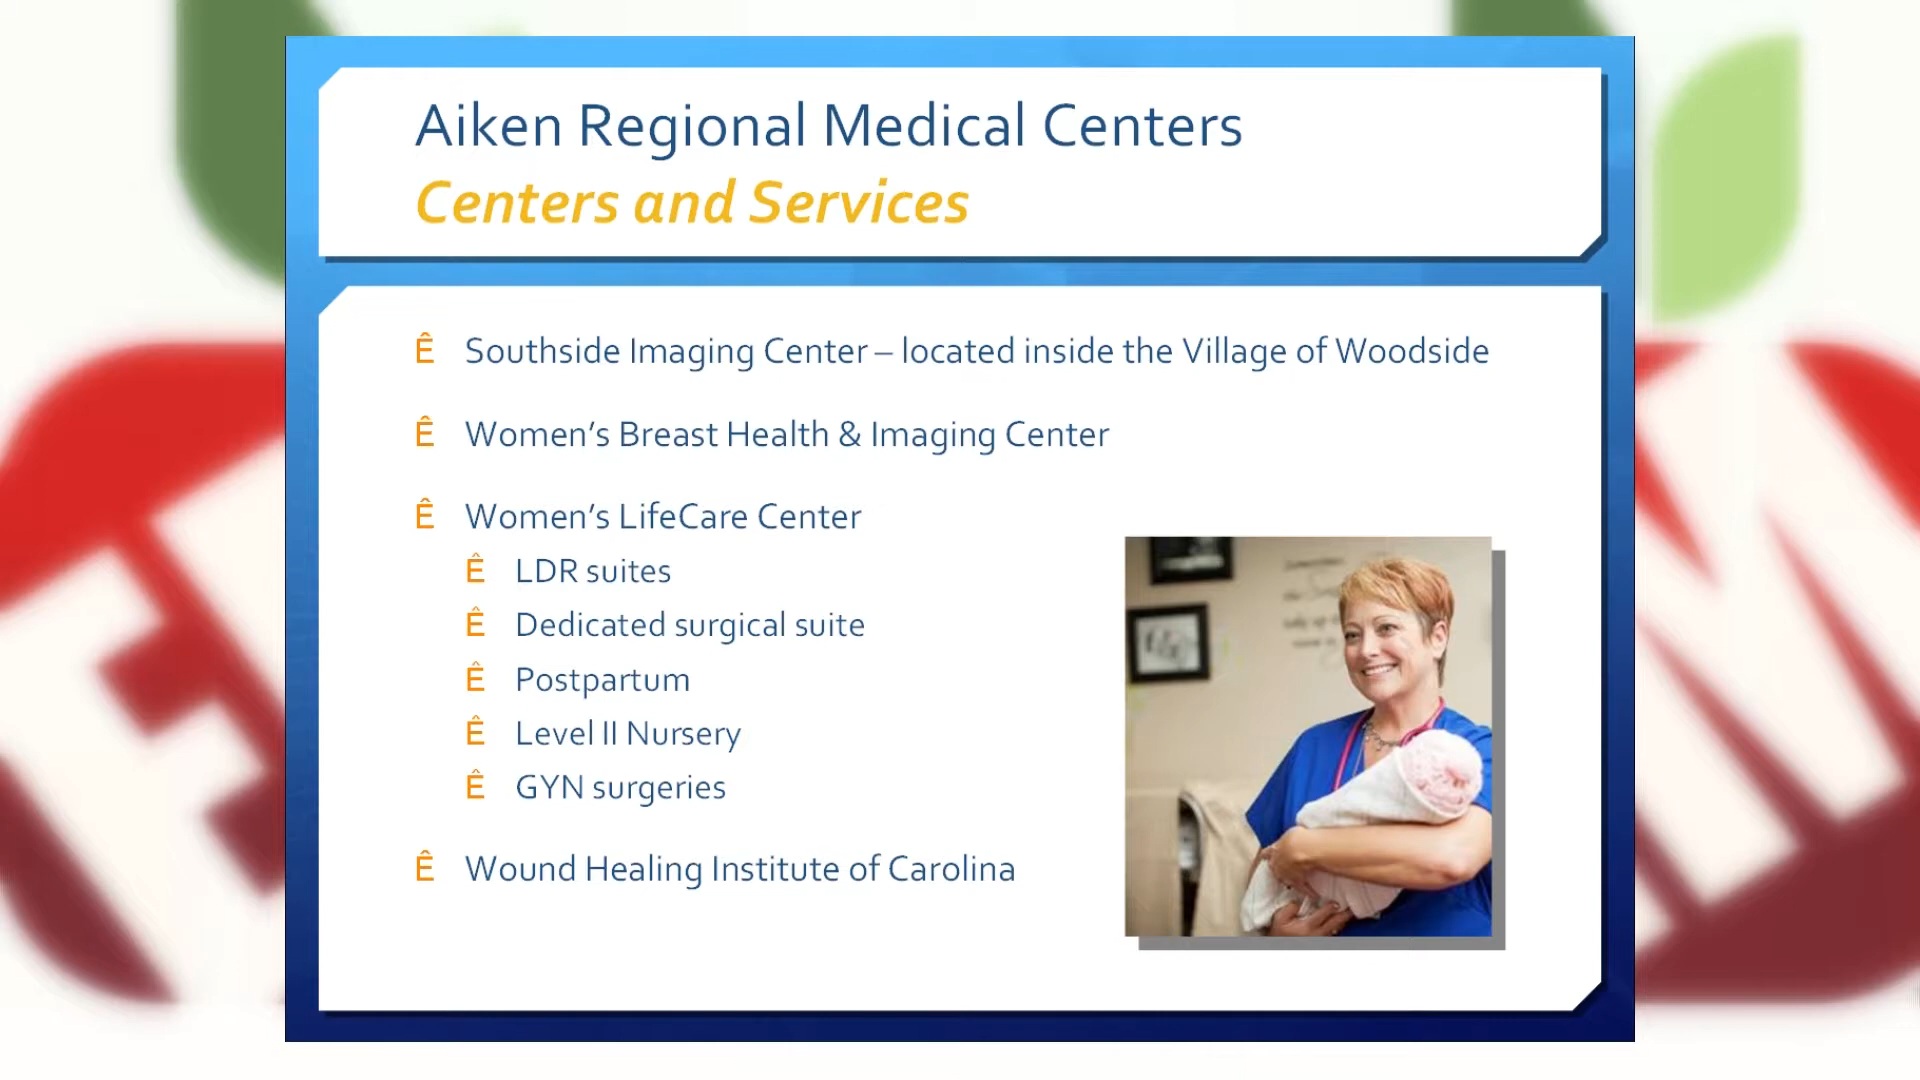 Aiken Regional Medical Centers
Centers and Services
Ê Southside Imaging Center – located inside the Village of Woodside
Ê Women’s Breast Health & Imaging Center
Ê Women’s LifeCare Center
Ê LDR suites
Ê Dedicated surgical suite
Ê Postpartum
Ê Level II Nursery
Ê GYN surgeries
Ê Wound Healing Institute of Carolina